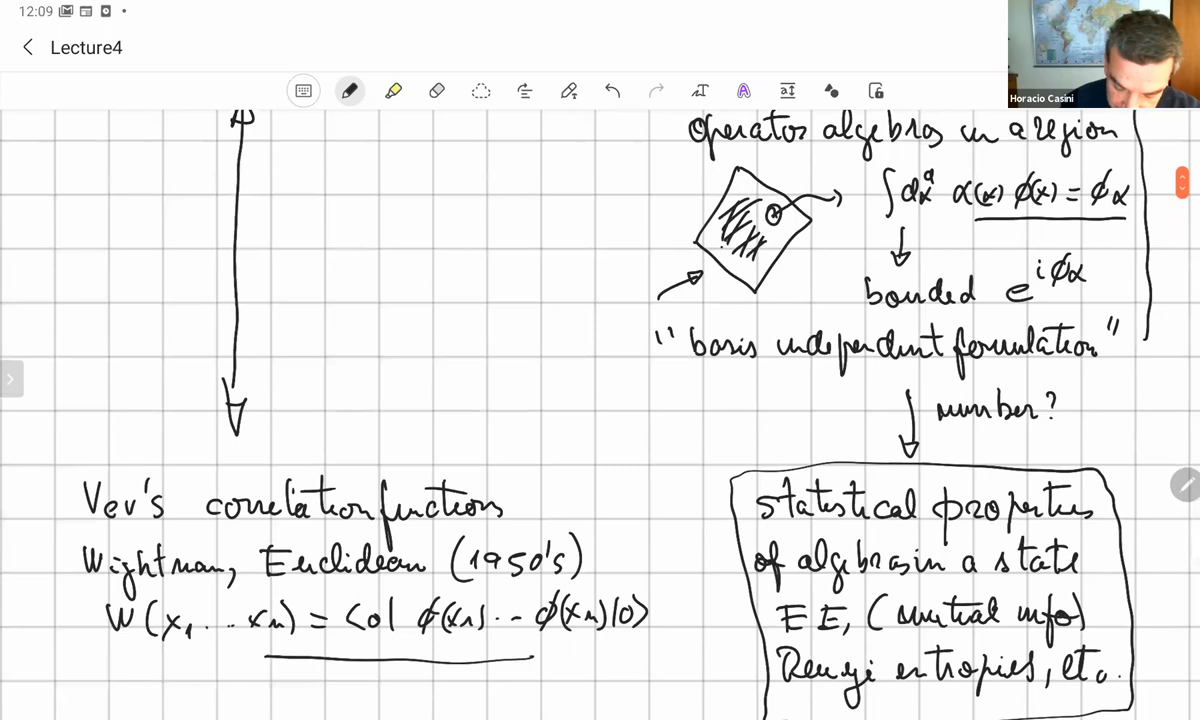 12:09
Lecture4
Horacio Casini
operator algebras in a region
∫ dx^d α(x) φ(x) = φα
bouded e^{iφα}
"basis independent formulation"
number?
Vev's correlation functions
Wightman, Euclidean (1950's)
W(x1 ... xn) = <0| φ(x1) ... φ(xn)|0>
statistical properties
of algebras in a state
EE, (mutual info)
Renyi entropies, etc.